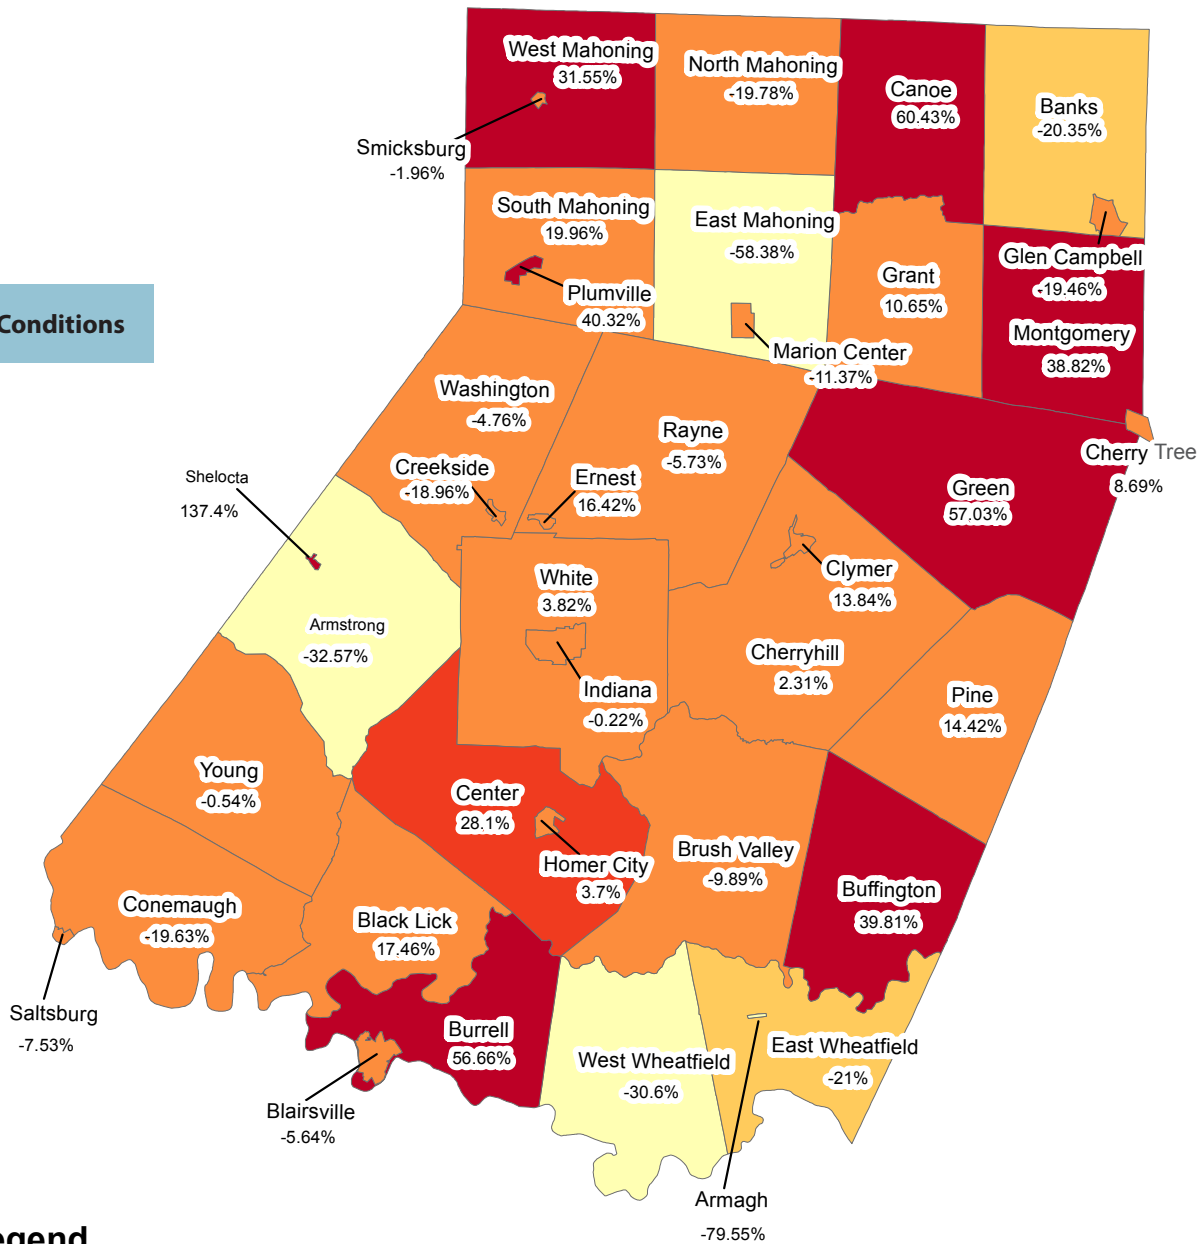 West Mahoning
31.55%
North Mahoning
-19.78%
Canoe
60.43%
Banks
-20.35%
Smicksburg
-1.96%
South Mahoning
19.96%
East Mahoning
-58.38%
Glen Campbell
-19.46%
Grant
10.65%
Plumville
40.32%
Conditions
Montgomery
38.82%
Marion Center
-11.37%
Washington
-4.76%
Rayne
-5.73%
Cherry Tree
8.69%
Creekside
-18.96%
Ernest
16.42%
Shelocta
137.4%
Green
57.03%
Clymer
13.84%
White
3.82%
Armstrong
-32.57%
Cherryhill
2.31%
Indiana
-0.22%
Pine
14.42%
Young
-0.54%
Center
28.1%
Homer City
3.7%
Brush Valley
-9.89%
Buffington
39.81%
Conemaugh
-19.63%
Black Lick
17.46%
Saltsburg
-7.53%
Burrell
56.66%
West Wheatfield
-30.6%
East Wheatfield
-21%
Blairsville
-5.64%
Armagh
-79.55%
egend